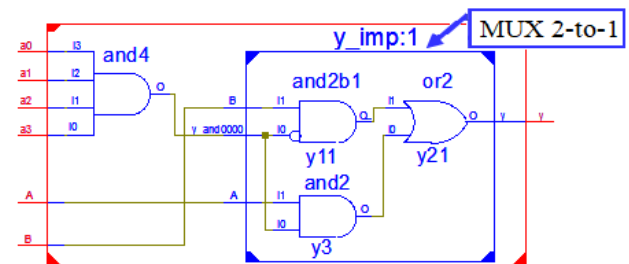 y_imp:1
MUX 2-to-1
a0
I3
and4
a1
I2
O
a2
I1
a3
I0
and2b1
or2
B
I1
O
I1
O
y
y
y_and0000
I0
I0
y11
y21
and2
A
A
I1
O
I0
B
y3